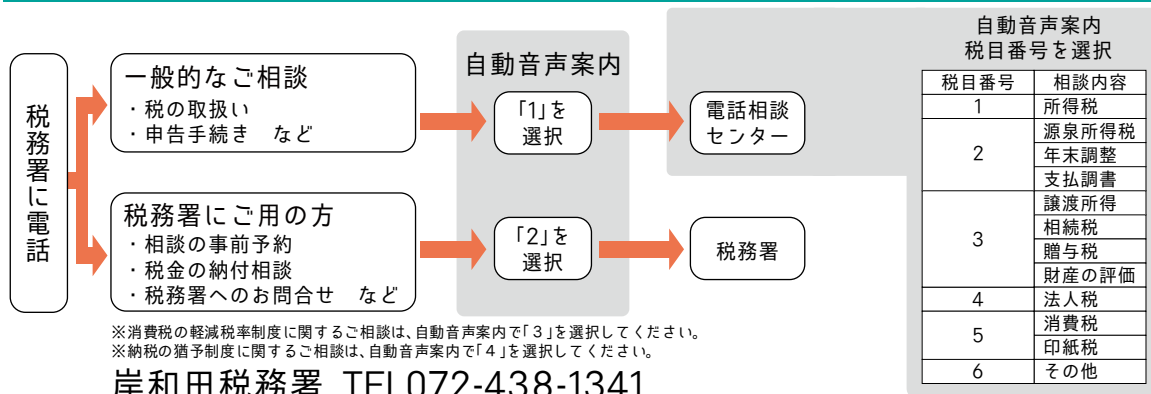 税務署に電話
一般的なご相談
・税の取扱い
・申告手続き　など
税務署にご用の方
・相談の事前予約
・税金の納付相談
・税務署へのお問合せ　など
自動音声案内
「1」を
選択
「2」を
選択
電話相談
センター
税務署
自動音声案内
税目番号を選択
税目番号　相談内容
1　所得税
2　源泉所得税
年末調整
支払調書
3　譲渡所得
相続税
贈与税
財産の評価
4　法人税
5　消費税
印紙税
6　その他
※消費税の軽減税率制度に関するご相談は、自動音声案内で「3」を選択してください。
※納税の猶予制度に関するご相談は、自動音声案内で「4」を選択してください。
岸和田税務署 TEL072-438-1341